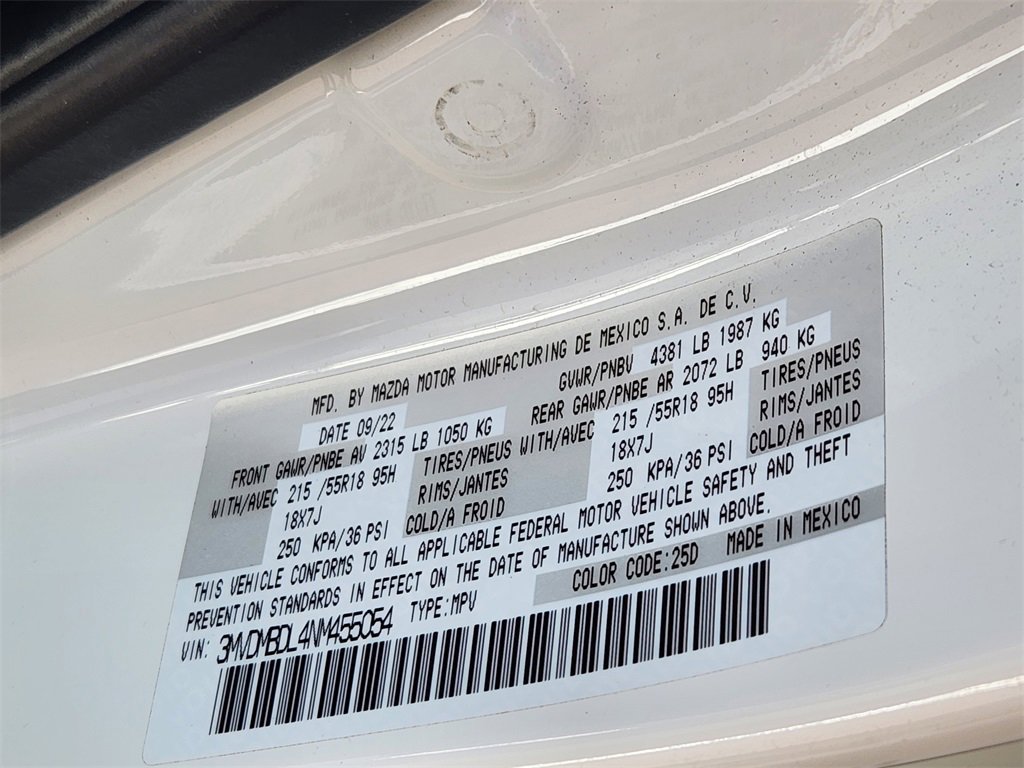 MFD. BY MAZDA MOTOR MANUFACTURING DE MEXICO S.A. DE C.V.
DATE 09/22 GVWR/PNBV 4381 LB 1987 KG
FRONT GAWR/PNBE AV 2315 LB 1050 KG REAR GAWR/PNBE AR 2072 LB 940 KG
WITH/AVEC 215 /55R18 95H TIRES/PNEUS WITH/AVEC 215 /55R18 95H TIRES/PNEUS
18X7J RIMS/JANTES 18X7J RIMS/JANTES
250 KPA/36 PSI COLD/A FROID 250 KPA/36 PSI COLD/A FROID
THIS VEHICLE CONFORMS TO ALL APPLICABLE FEDERAL MOTOR VEHICLE SAFETY AND THEFT
PREVENTION STANDARDS IN EFFECT ON THE DATE OF MANUFACTURE SHOWN ABOVE.
COLOR CODE:25D MADE IN MEXICO
VIN: 3MVDMBDL4NM455054 TYPE:MPV